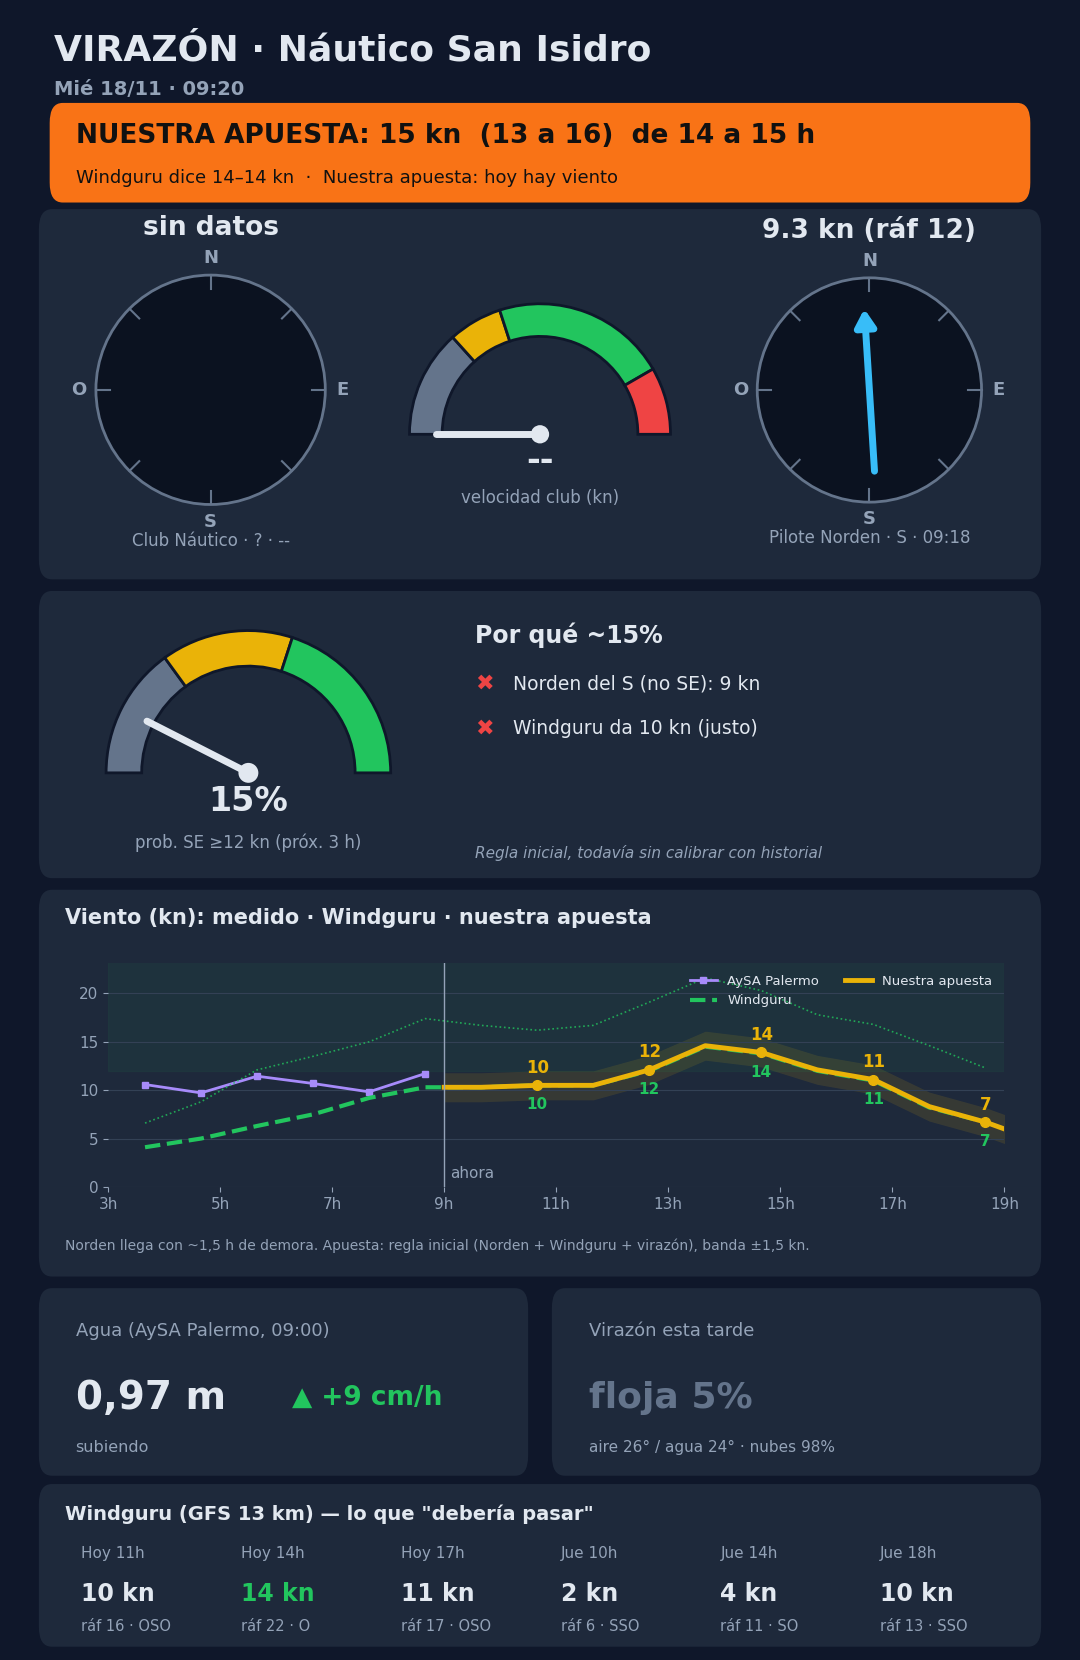 VIRAZÓN · Náutico San Isidro
Mié 18/11 · 09:20
NUESTRA APUESTA: 15 kn (13 a 16) de 14 a 15 h
Windguru dice 14–14 kn · Nuestra apuesta: hoy hay viento
sin datos
N
O
E
S
Club Náutico · ? · --
--
velocidad club (kn)
9.3 kn (ráf 12)
N
O
E
S
Pilote Norden · S · 09:18
15%
prob. SE ≥12 kn (próx. 3 h)
Por qué ~15%
✖ Norden del S (no SE): 9 kn
✖ Windguru da 10 kn (justo)
Regla inicial, todavía sin calibrar con historial
Viento (kn): medido · Windguru · nuestra apuesta
AySA Palermo
Windguru
Nuestra apuesta
20
15
10
5
0
10
12
14
11
7
10
12
14
11
7
ahora
3h 5h 7h 9h 11h 13h 15h 17h 19h
Norden llega con ~1,5 h de demora. Apuesta: regla inicial (Norden + Windguru + virazón), banda ±1,5 kn.
Agua (AySA Palermo, 09:00)
0,97 m ▲ +9 cm/h
subiendo
Virazón esta tarde
floja 5%
aire 26° / agua 24° · nubes 98%
Windguru (GFS 13 km) — lo que "debería pasar"
Hoy 11h Hoy 14h Hoy 17h Jue 10h Jue 14h Jue 18h
10 kn 14 kn 11 kn 2 kn 4 kn 10 kn
ráf 16 · OSO ráf 22 · O ráf 17 · OSO ráf 6 · SSO ráf 11 · SO ráf 13 · SSO